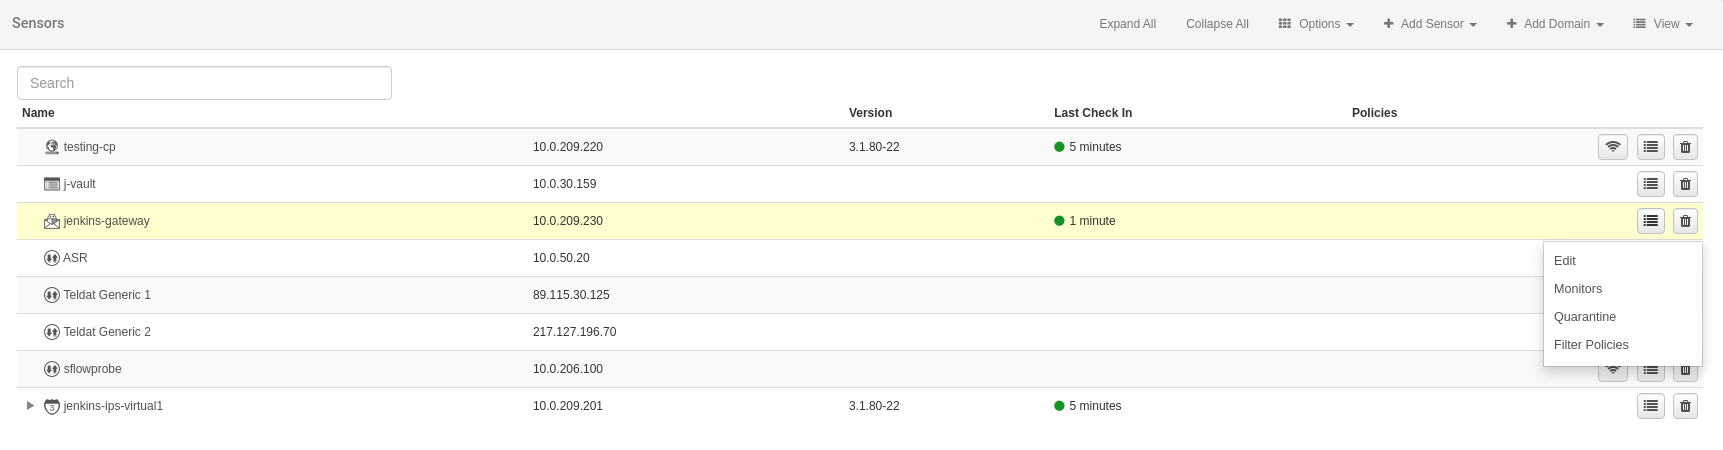 Sensors Expand All Collapse All Options Add Sensor Add Domain View
Search
Name Version Last Check In Policies
testing-cp 10.0.209.220 3.1.80-22 5 minutes
j-vault 10.0.30.159
jenkins-gateway 10.0.209.230 1 minute
ASR 10.0.50.20
Edit
Teldat Generic 1 89.115.30.125
Monitors
Teldat Generic 2 217.127.196.70
Quarantine
Filter Policies
sflowprobe 10.0.206.100
3 jenkins-ips-virtual1 10.0.209.201 3.1.80-22 5 minutes